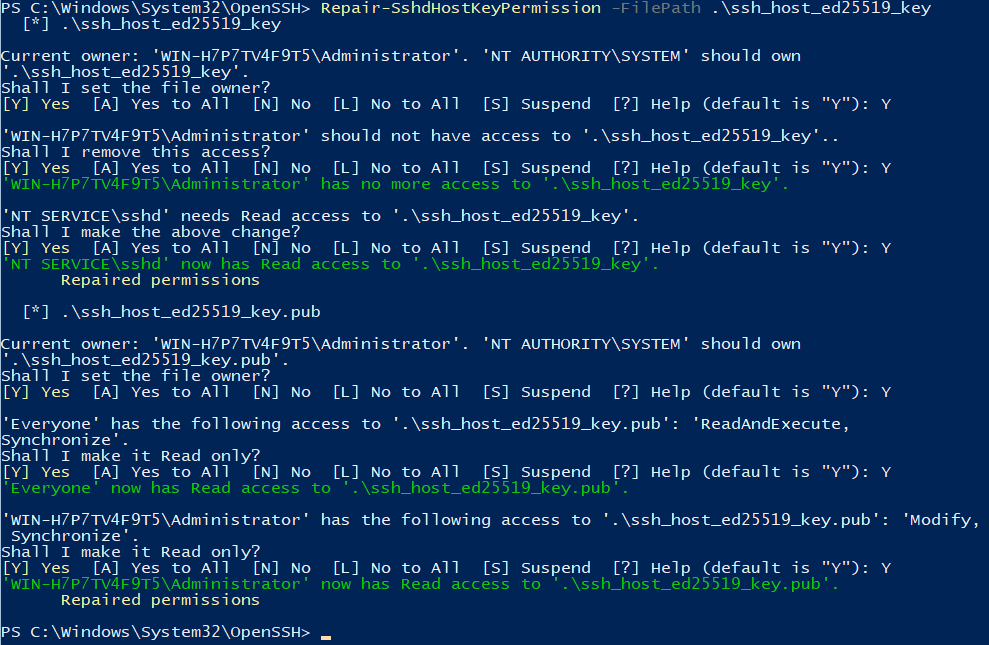 PS C:\Windows\System32\OpenSSH> Repair-SshdHostKeyPermission -FilePath .\ssh_host_ed25519_key
[*] .\ssh_host_ed25519_key
Current owner: 'WIN-H7P7TV4F9T5\Administrator'. 'NT AUTHORITY\SYSTEM' should own
'.\ssh_host_ed25519_key'.
Shall I set the file owner?
[Y] Yes  [A] Yes to All  [N] No  [L] No to All  [S] Suspend  [?] Help (default is "Y"): Y
'WIN-H7P7TV4F9T5\Administrator' should not have access to '.\ssh_host_ed25519_key'..
Shall I remove this access?
[Y] Yes  [A] Yes to All  [N] No  [L] No to All  [S] Suspend  [?] Help (default is "Y"): Y
'WIN-H7P7TV4F9T5\Administrator' has no more access to '.\ssh_host_ed25519_key'.
'NT SERVICE\sshd' needs Read access to '.\ssh_host_ed25519_key'.
Shall I make the above change?
[Y] Yes  [A] Yes to All  [N] No  [L] No to All  [S] Suspend  [?] Help (default is "Y"): Y
'NT SERVICE\sshd' now has Read access to '.\ssh_host_ed25519_key'.
Repaired permissions
[*] .\ssh_host_ed25519_key.pub
Current owner: 'WIN-H7P7TV4F9T5\Administrator'. 'NT AUTHORITY\SYSTEM' should own
'.\ssh_host_ed25519_key.pub'.
Shall I set the file owner?
[Y] Yes  [A] Yes to All  [N] No  [L] No to All  [S] Suspend  [?] Help (default is "Y"): Y
'Everyone' has the following access to '.\ssh_host_ed25519_key.pub': 'ReadAndExecute,
Synchronize'.
Shall I make it Read only?
[Y] Yes  [A] Yes to All  [N] No  [L] No to All  [S] Suspend  [?] Help (default is "Y"): Y
'Everyone' now has Read access to '.\ssh_host_ed25519_key.pub'.
'WIN-H7P7TV4F9T5\Administrator' has the following access to '.\ssh_host_ed25519_key.pub': 'Modify,
Synchronize'.
Shall I make it Read only?
[Y] Yes  [A] Yes to All  [N] No  [L] No to All  [S] Suspend  [?] Help (default is "Y"): Y
'WIN-H7P7TV4F9T5\Administrator' now has Read access to '.\ssh_host_ed25519_key.pub'.
Repaired permissions
PS C:\Windows\System32\OpenSSH>